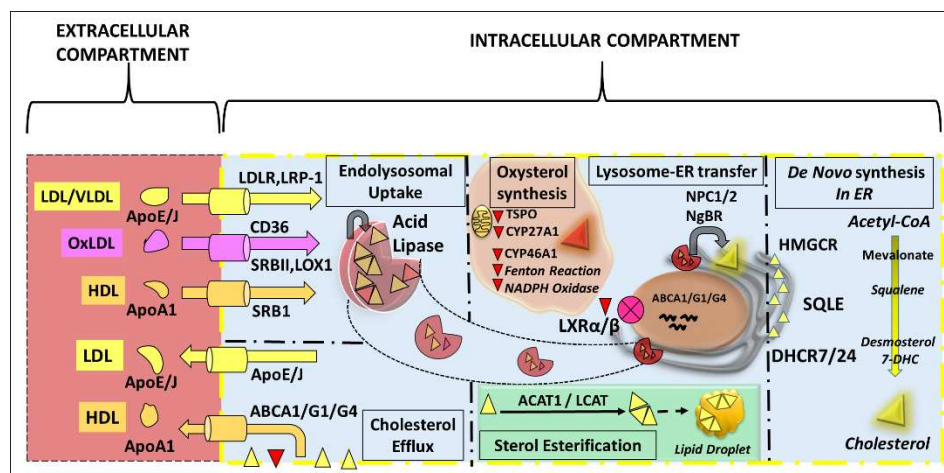 EXTRACELLULAR
COMPARTMENT
INTRACELLULAR COMPARTMENT
LDL/VLDL
ApoE/J
LDLR,LRP-1
OxLDL
CD36
SRBII,LOX1
HDL
ApoA1
SRB1
LDL
ApoE/J
ApoE/J
HDL
ApoA1
ABCA1/G1/G4
Endolysosomal
Uptake
Acid
Lipase
Cholesterol
Efflux
Oxysterol
synthesis
TSPO
CYP27A1
CYP46A1
Fenton Reaction
NADPH Oxidase
LXRα/β
Lysosome-ER transfer
NPC1/2
NgBR
ABCA1/G1/G4
ACAT1 / LCAT
Sterol Esterification
Lipid Droplet
De Novo synthesis
In ER
Acetyl-CoA
HMGCR
Mevalonate
Squalene
SQLE
Desmosterol
7-DHC
DHCR7/24
Cholesterol